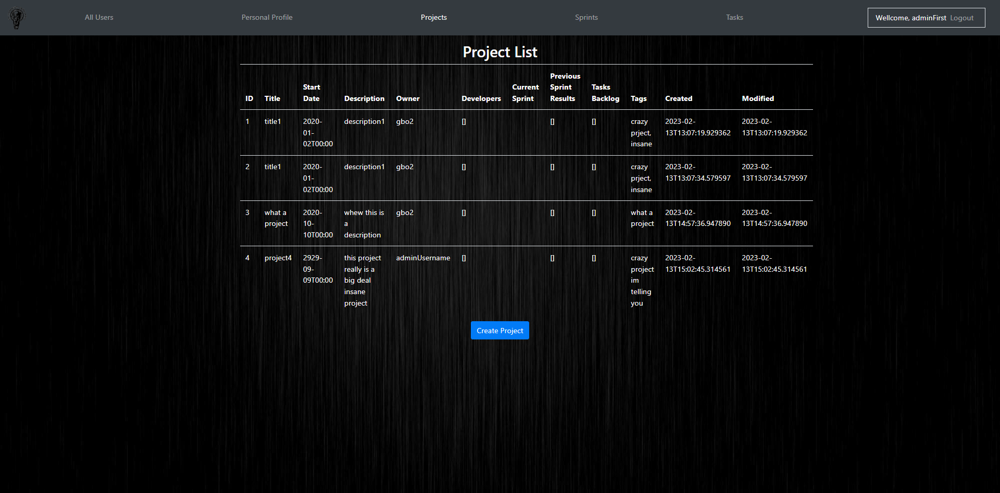 All Users Personal Profile Projects Sprints Tasks Wellcome, adminFirst Logout
Project List
ID Title Start Date Description Owner Developers Current Sprint Previous Sprint Results Tasks Backlog Tags Created Modified
1 title1 2020-01-02T00:00 description1 gbo2 [] [] [] crazy prject, insane 2023-02-13T13:07:19.929362 2023-02-13T13:07:19.929362
2 title1 2020-01-02T00:00 description1 gbo2 [] [] [] crazy prject, insane 2023-02-13T13:07:34.579597 2023-02-13T13:07:34.579597
3 what a project 2020-10-10T00:00 whew this is a description gbo2 [] [] [] what a project 2023-02-13T14:57:36.947890 2023-02-13T14:57:36.947890
4 project4 2929-09-09T00:00 this project really is a big deal insane project adminUsername [] [] [] crazy project im telling you 2023-02-13T15:02:45.314561 2023-02-13T15:02:45.314561
Create Project